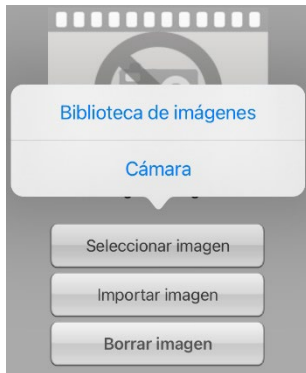 Biblioteca de imágenes
Cámara
Seleccionar imagen
Importar imagen
Borrar imagen